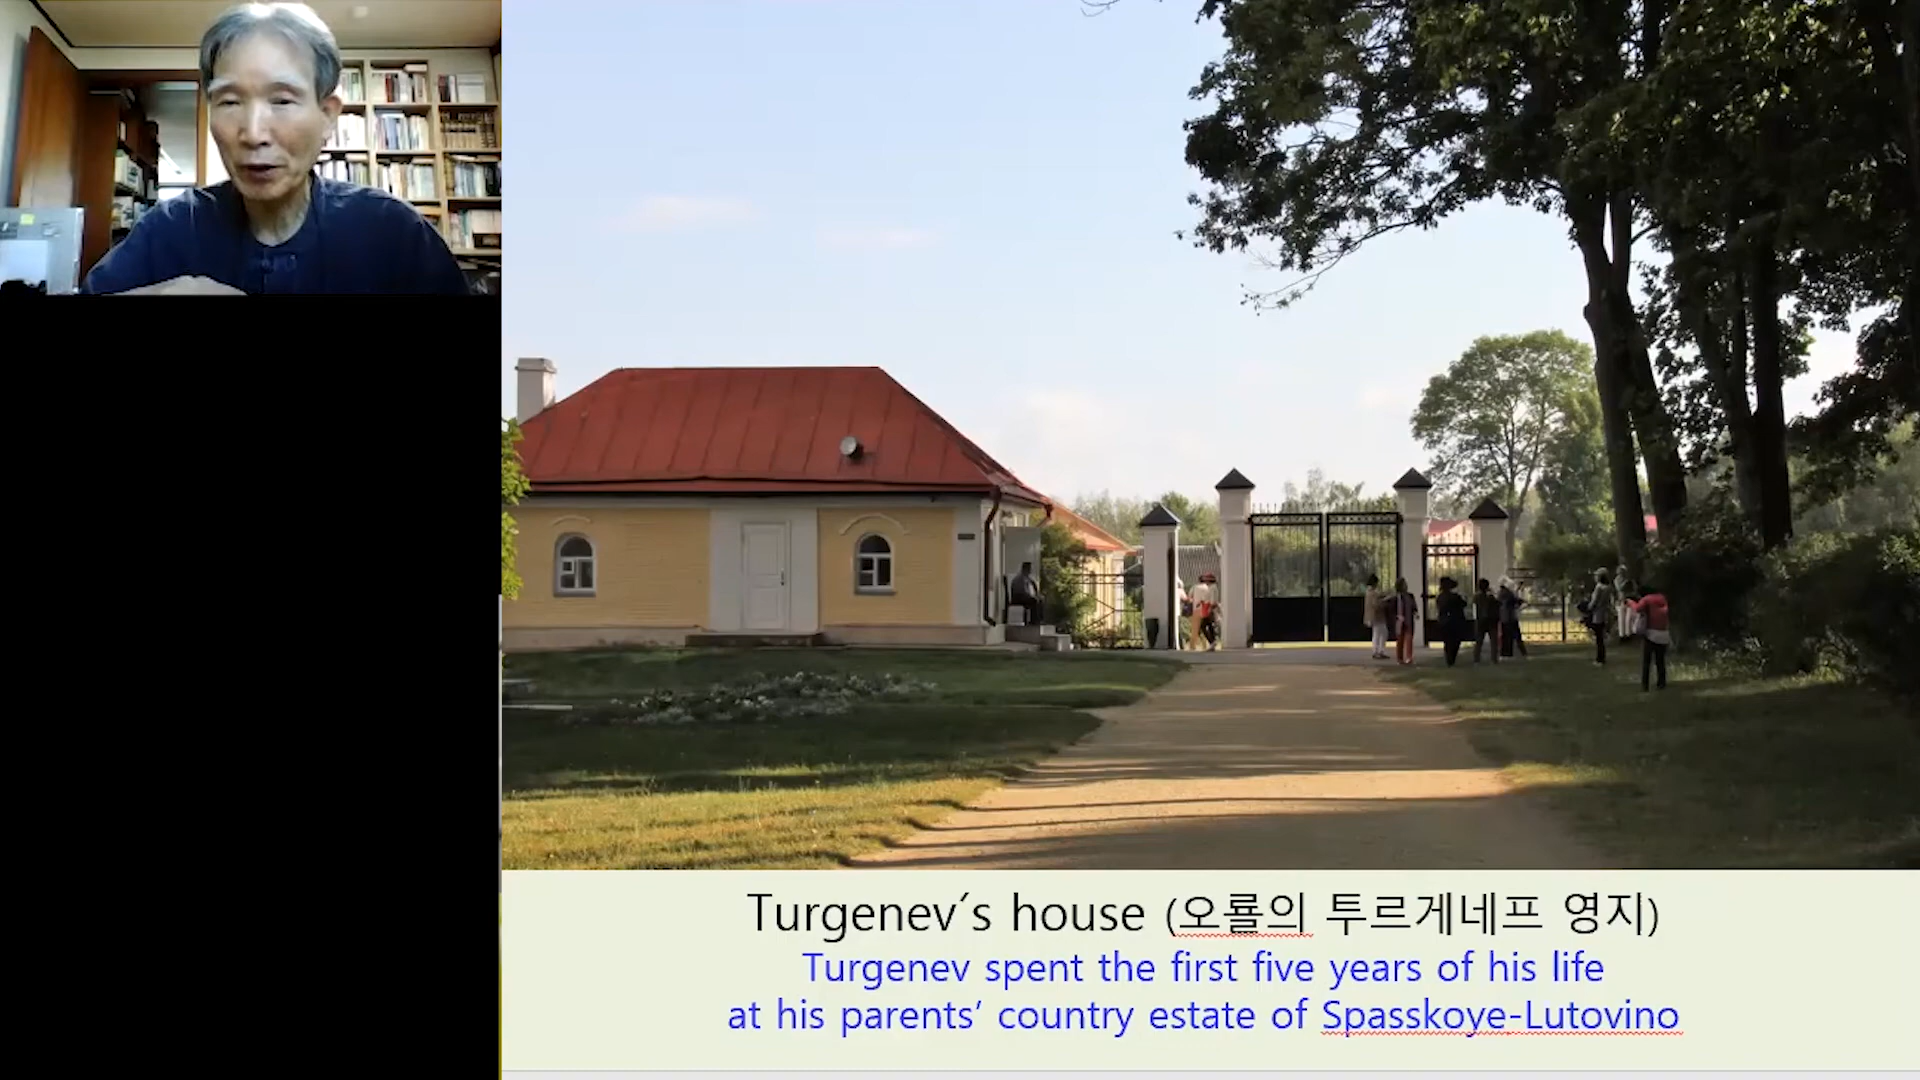 Turgenev´s house (오룔의 투르게네프 영지)
Turgenev spent the first five years of his life
at his parents’ country estate of Spasskoye-Lutovino